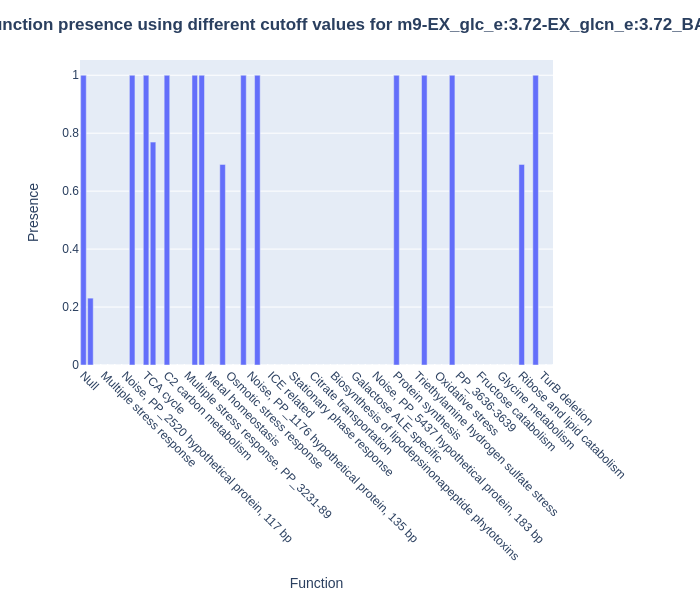 unction presence using different cutoff values for m9-EX_glc_e:3.72-EX_glcn_e:3.72_BA
1
0.8
0.6
0.4
0.2
0
Presence
Null
Multiple stress response
Noise, PP_2520 hypothetical protein, 117 bp
TCA cycle
C2 carbon metabolism
Multiple stress response, PP_3231-89
Metal homeostasis
Osmotic stress response
Noise, PP_1176 hypothetical protein, 135 bp
ICE related
Stationary phase response
Citrate transportation
Biosynthesis of lipodepsinonapeptide phytotoxins
Galactose ALE specific
Noise, PP_5437 hypothetical protein, 183 bp
Protein synthesis
Triethylamine hydrogen sulfate stress
Oxidative stress
PP_3636-3639
Fructose catabolism
Glycine metabolism
Ribose and lipid catabolism
TurB deletion
Function